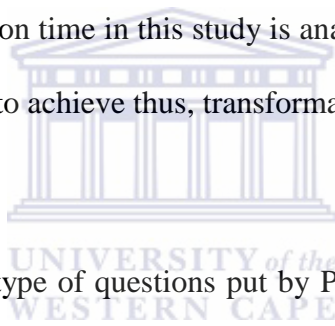 on time in this study is ana
to achieve thus, transforma
UNIVERSITY of the
type of questions put by P
WESTERN CAPE